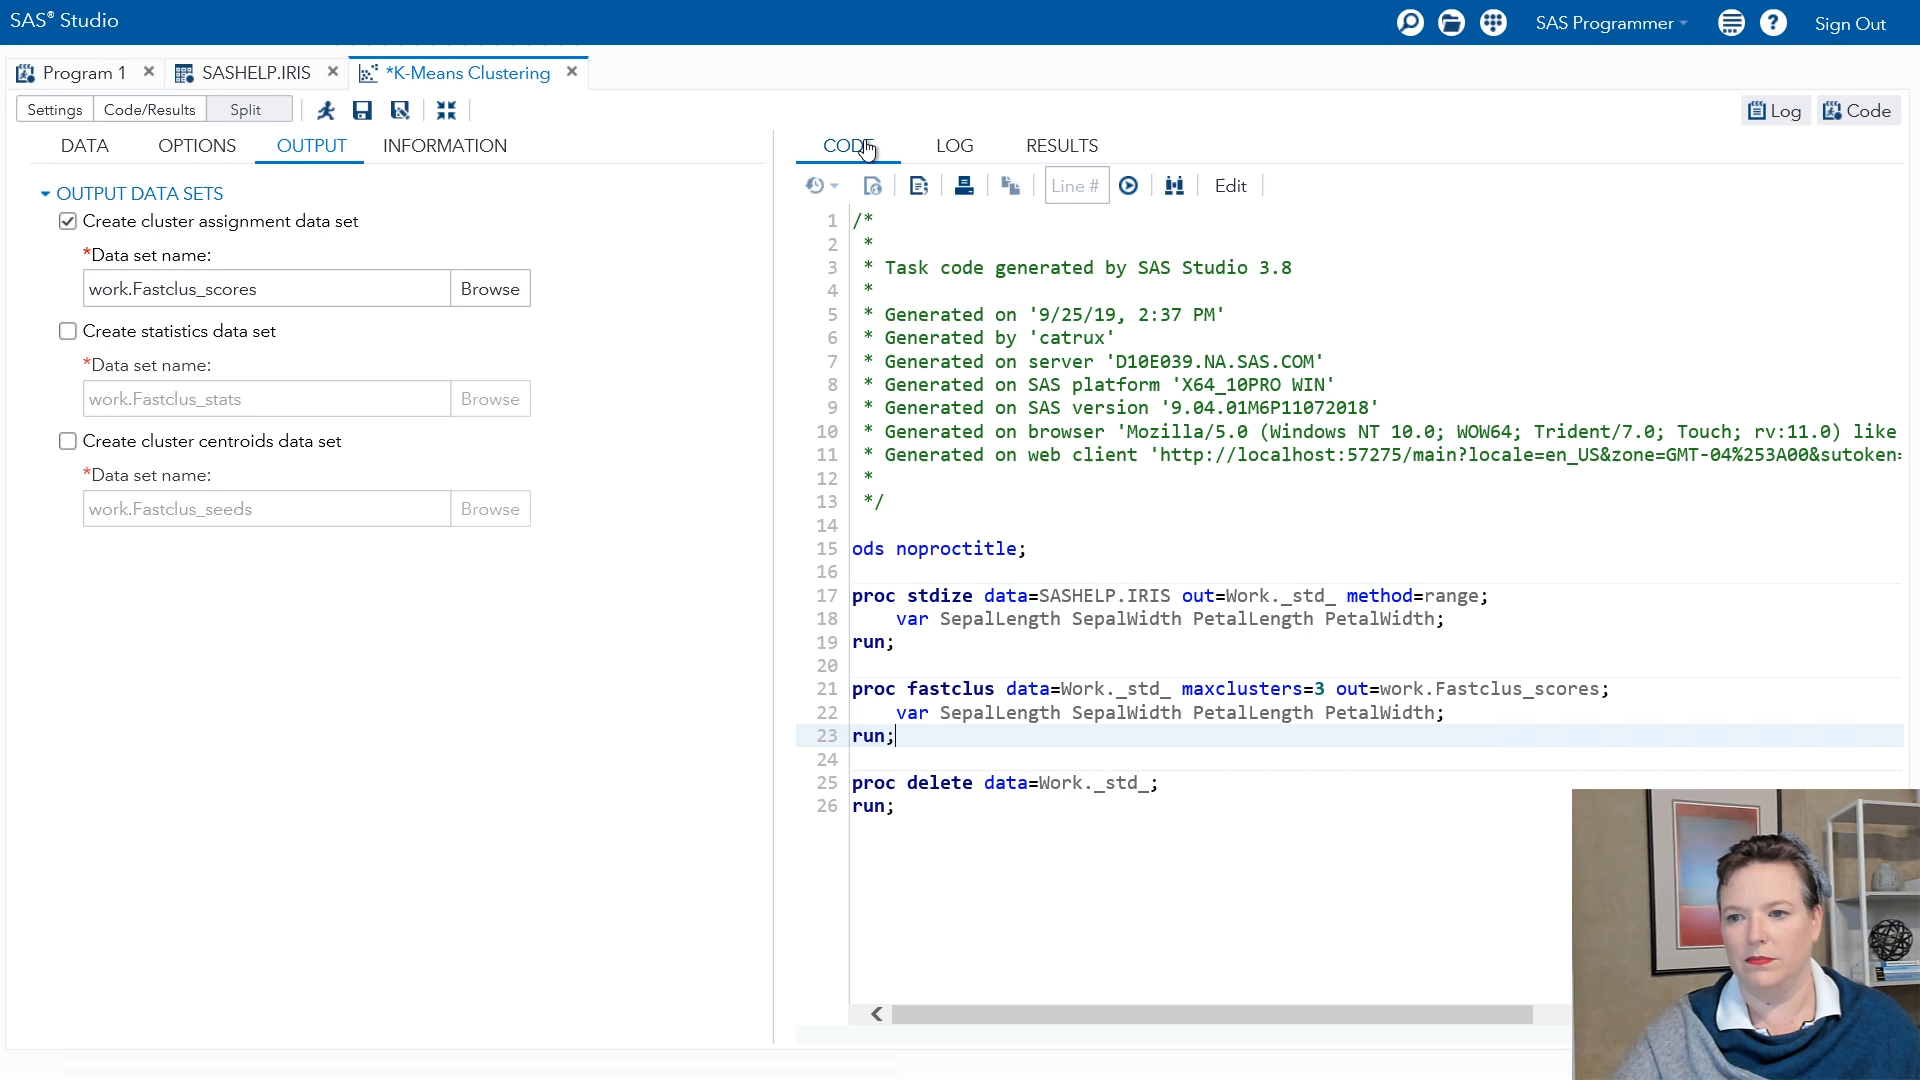 SAS® Studio
SAS Programmer
Sign Out
Program 1
SASHELP.IRIS
*K-Means Clustering
Settings
Code/Results
Split
Log
Code
DATA
OPTIONS
OUTPUT
INFORMATION
OUTPUT DATA SETS
Create cluster assignment data set
*Data set name:
work.Fastclus_scores
Browse
Create statistics data set
*Data set name:
work.Fastclus_stats
Browse
Create cluster centroids data set
*Data set name:
work.Fastclus_seeds
Browse
CODE
LOG
RESULTS
Line #
Edit
1 /*
2 *
3 * Task code generated by SAS Studio 3.8
4 *
5 * Generated on '9/25/19, 2:37 PM'
6 * Generated by 'catrux'
7 * Generated on server 'D10E039.NA.SAS.COM'
8 * Generated on SAS platform 'X64_10PRO WIN'
9 * Generated on SAS version '9.04.01M6P11072018'
10 * Generated on browser 'Mozilla/5.0 (Windows NT 10.0; WOW64; Trident/7.0; Touch; rv:11.0) like
11 * Generated on web client 'http://localhost:57275/main?locale=en_US&zone=GMT-04%253A00&sutoken=
12 *
13 */
14
15 ods noproctitle;
16
17 proc stdize data=SASHELP.IRIS out=Work._std_ method=range;
18 var SepalLength SepalWidth PetalLength PetalWidth;
19 run;
20
21 proc fastclus data=Work._std_ maxclusters=3 out=work.Fastclus_scores;
22 var SepalLength SepalWidth PetalLength PetalWidth;
23 run;
24
25 proc delete data=Work._std_;
26 run;